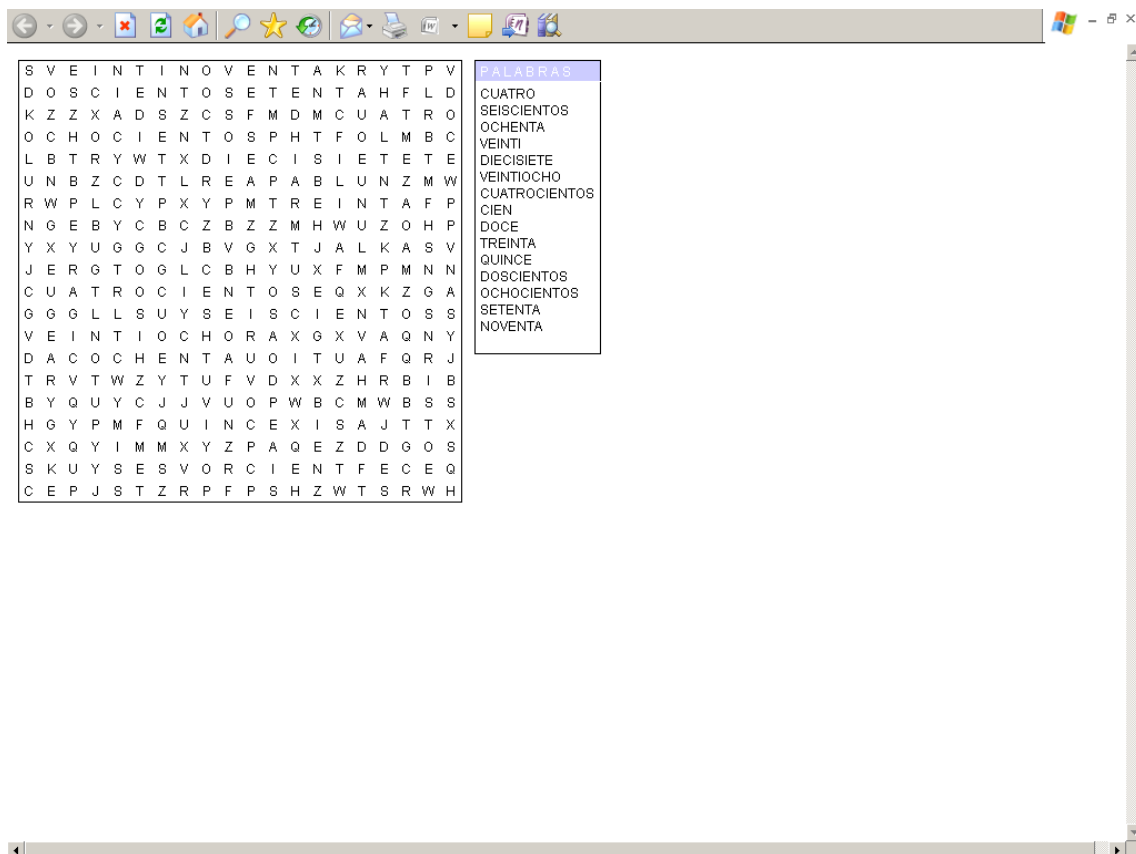 S V E I N T I N O V E N T A K R Y T P V
D O S C I E N T O S E T E N T A H F L D
K Z Z X A D S Z C S F M D M C U A T R O
O C H O C I E N T O S P H T F O L M B C
L B T R Y W T X D I E C I S I E T E T E
U N B Z C D T L R E A P A B L U N Z M W
R W P L C Y P X Y P M T R E I N T A F P
N G E B Y C B C Z B Z Z M H W U Z O H P
Y X Y U G G C J B V G X T J A L K A S V
J E R G T O G L C B H Y U X F M P M N N
C U A T R O C I E N T O S E Q X K Z G A
G G G L L S U Y S E I S C I E N T O S S
V E I N T I O C H O R A X G X V A Q N Y
D A C O C H E N T A U O I T U A F Q R J
T R V T W Z Y T U F V D X X Z H R B I B
B Y Q U Y C J J V U O P W B C M W B S S
H G Y P M F Q U I N C E X I S A J T T X
C X Q Y I M M X Y Z P A Q E Z D D G O S
S K U Y S E S V O R C I E N T F E C E Q
C E P J S T Z R P F P S H Z W T S R W H
PALABRAS
CUATRO
SEISCIENTOS
OCHENTA
VEINTI
DIECISIETE
VEINTIOCHO
CUATROCIENTOS
CIEN
DOCE
TREINTA
QUINCE
DOSCIENTOS
OCHOCIENTOS
SETENTA
NOVENTA